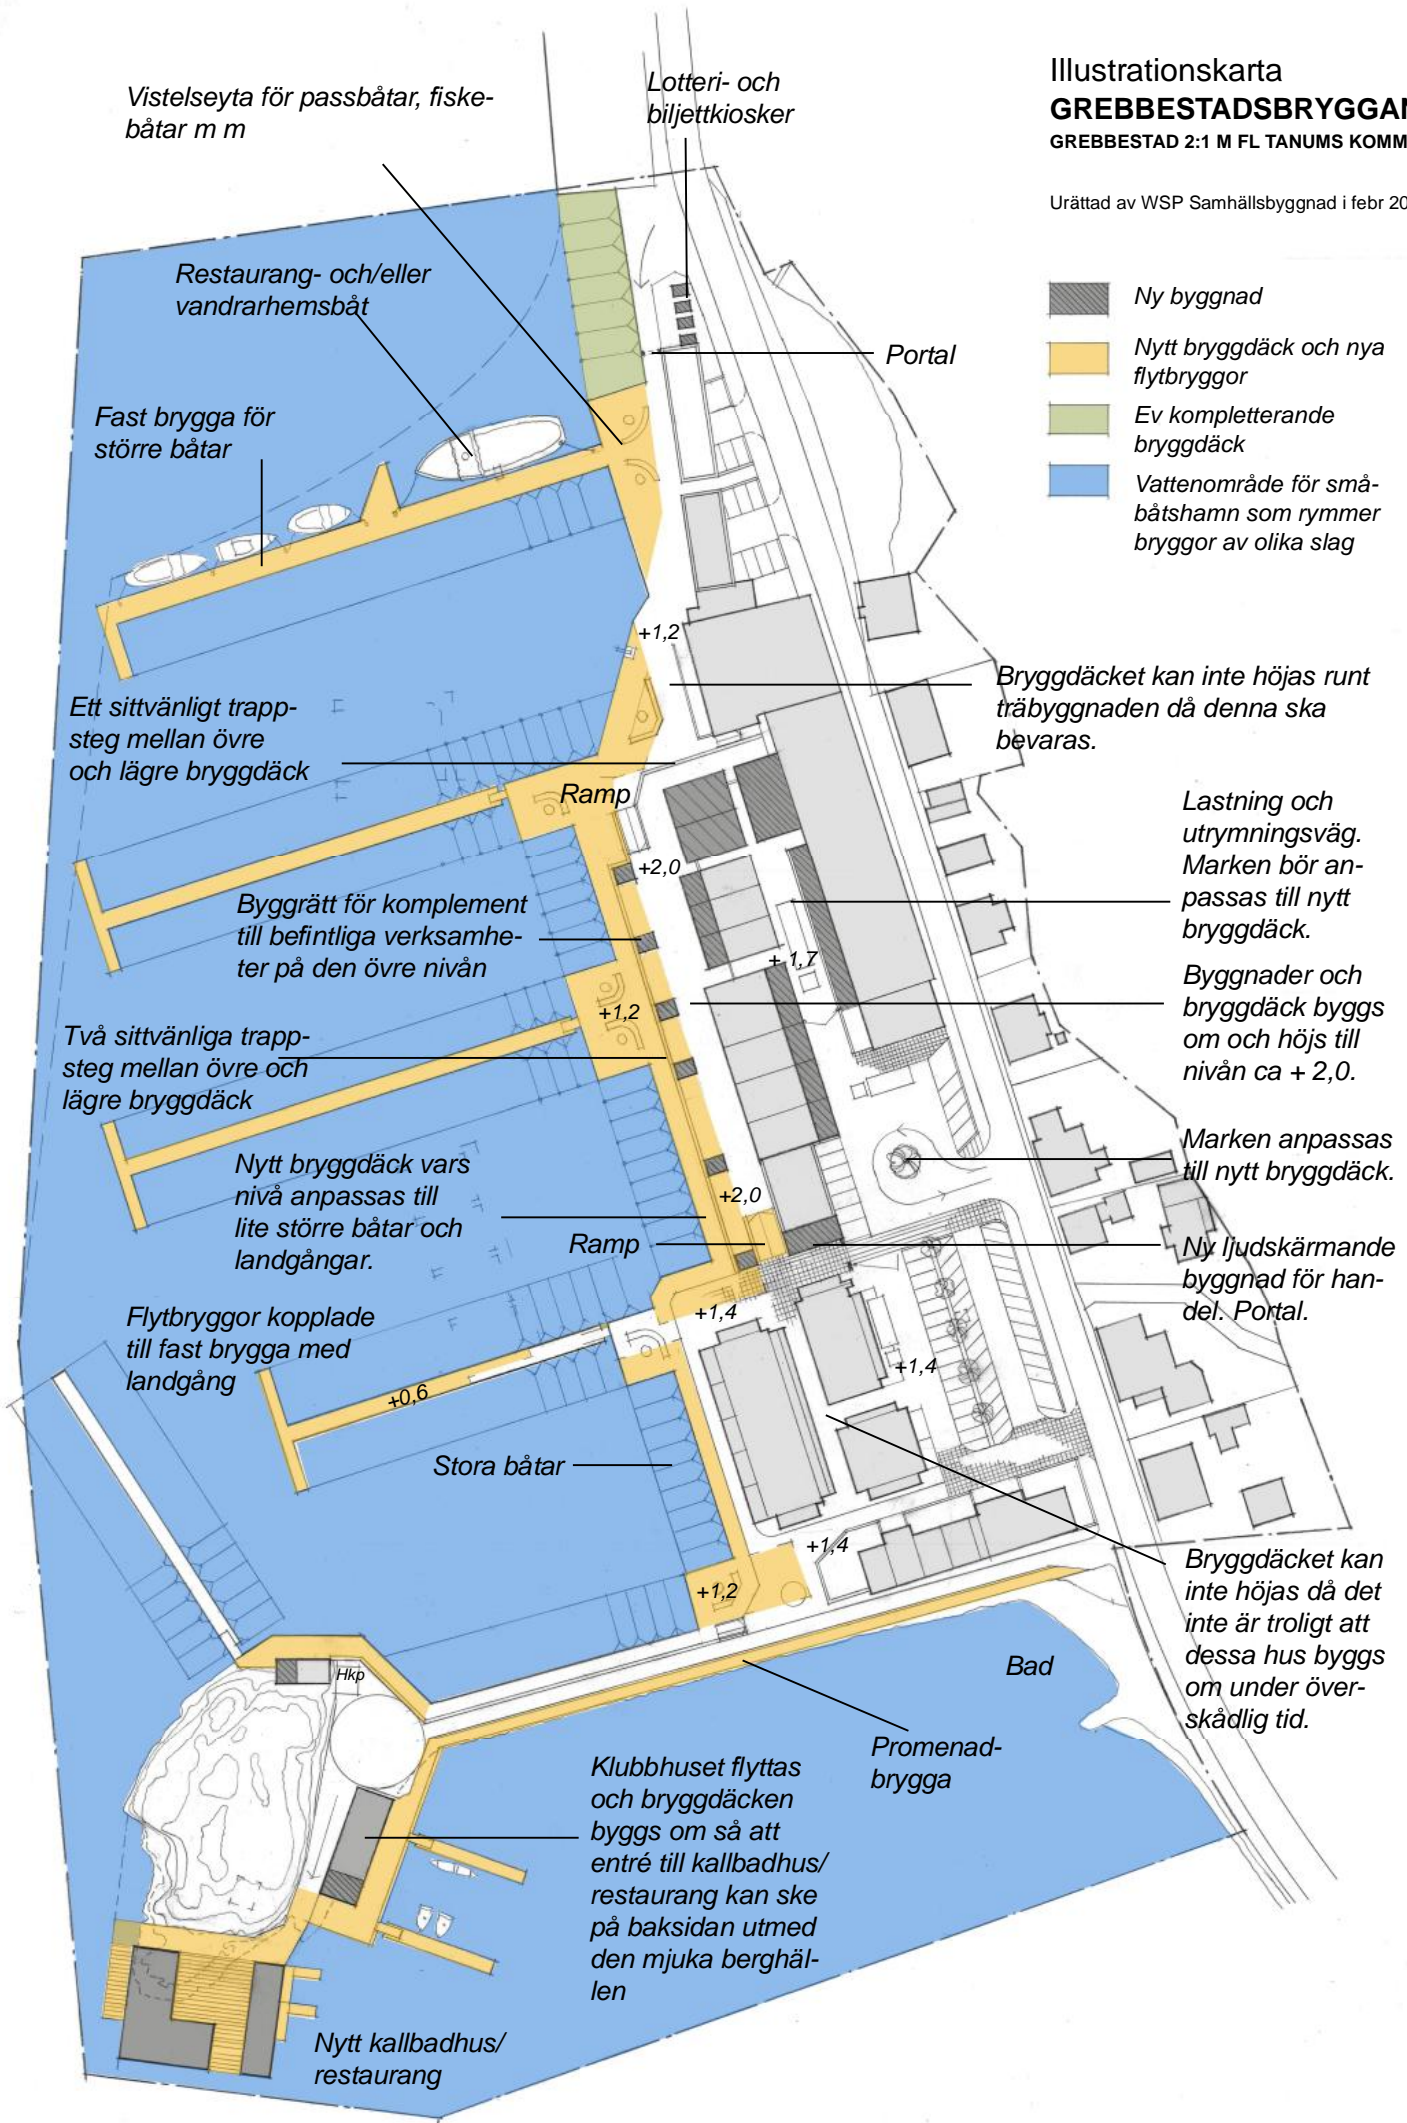 Illustrationskarta
GREBBESTADSBRYGGAN
GREBBESTAD 2:1 M FL TANUMS KOMM
Urättad av WSP Samhällsbyggnad i febr 20
Ny byggnad
Nytt bryggdäck och nya
flytbryggor
Ev kompletterande
bryggdäck
Vattenområde för små-
båtshamn som rymmer
bryggor av olika slag
Vistelseyta för passbåtar, fiske-
båtar m m
Lotteri- och
biljettkiosker
Restaurang- och/eller
vandrarhemsbåt
Portal
Fast brygga för
större båtar
+1,2
Bryggdäcket kan inte höjas runt
träbyggnaden då denna ska
bevaras.
Ett sittvänligt trapp-
steg mellan övre
och lägre bryggdäck
Ramp
Lastning och
utrymningsväg.
Marken bör an-
passas till nytt
bryggdäck.
+2,0
Byggrätt för komplement
till befintliga verksamhe-
ter på den övre nivån
+ 1,7
Byggnader och
bryggdäck byggs
om och höjs till
nivån ca + 2,0.
+1,2
Två sittvänliga trapp-
steg mellan övre och
lägre bryggdäck
Marken anpassas
till nytt bryggdäck.
Nytt bryggdäck vars
nivå anpassas till
lite större båtar och
landgångar.
+2,0
Ramp
Ny ljudskärmande
byggnad för han-
del. Portal.
+1,4
Flytbryggor kopplade
till fast brygga med
landgång
+0,6
+1,4
Stora båtar
+1,4
+1,2
Bryggdäcket kan
inte höjas då det
inte är troligt att
dessa hus byggs
om under över-
skådlig tid.
Hkp
Bad
Promenad-
brygga
Klubbhuset flyttas
och bryggdäcken
byggs om så att
entré till kallbadhus/
restaurang kan ske
på baksidan utmed
den mjuka berghäl-
len
Nytt kallbadhus/
restaurang